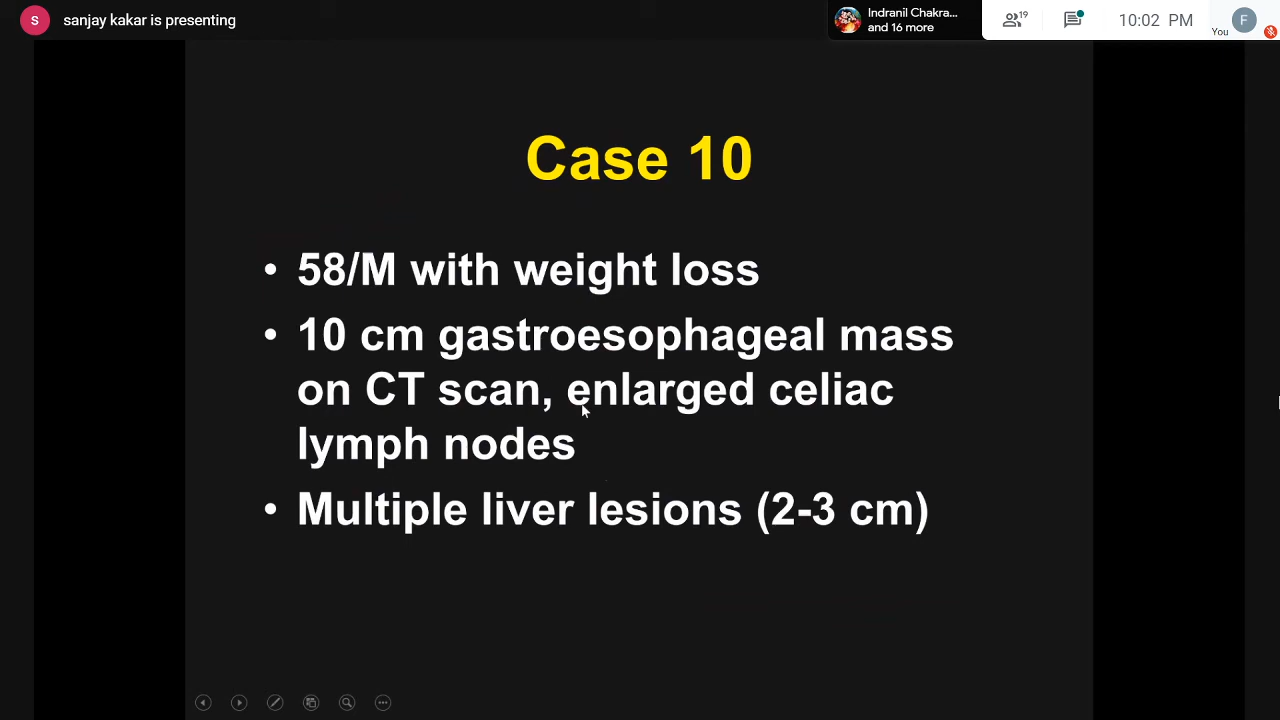 S sanjay kakar is presenting
Indranil Chakra...
and 16 more
19
10:02 PM
You
F
Case 10
• 58/M with weight loss
• 10 cm gastroesophageal mass
on CT scan, enlarged celiac
lymph nodes
• Multiple liver lesions (2-3 cm)